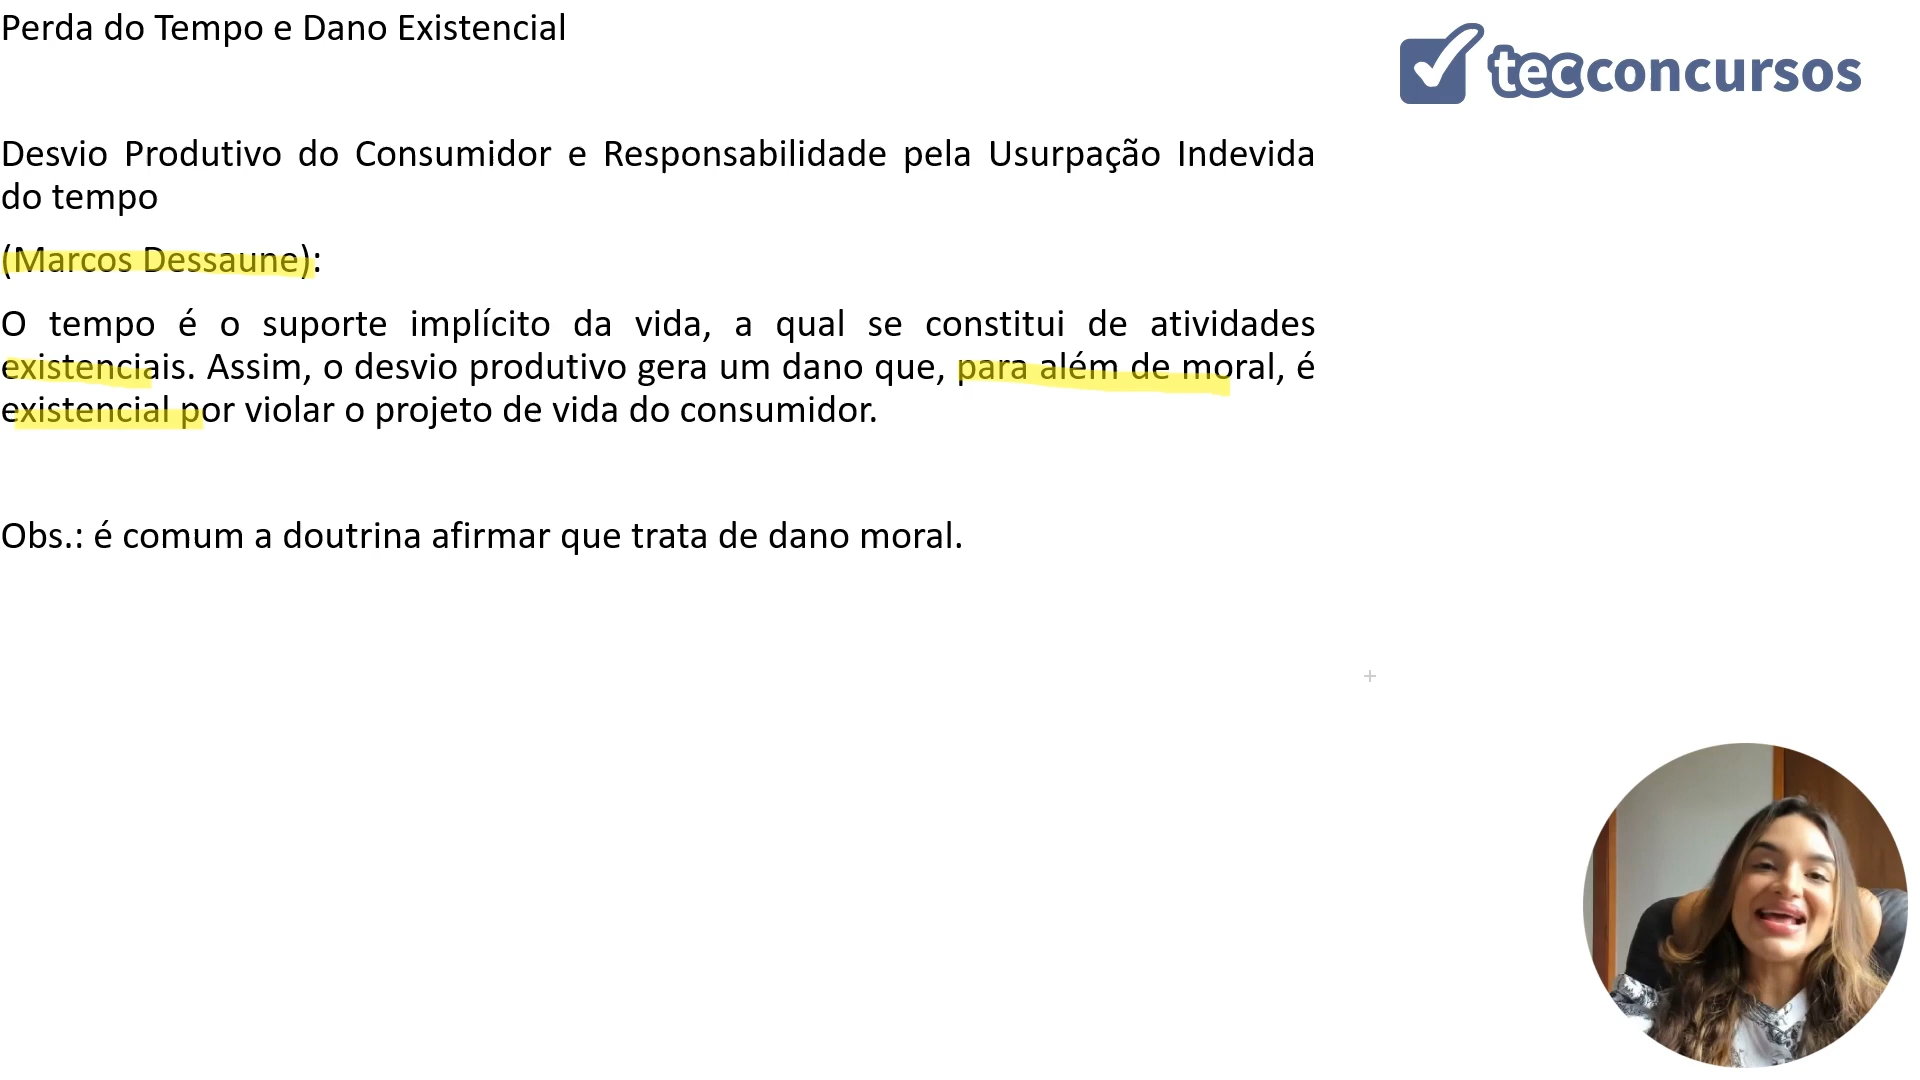 Perda do Tempo e Dano Existencial
tecconcursos
Desvio Produtivo do Consumidor e Responsabilidade pela Usurpação Indevida
do tempo
(Marcos Dessaune):
O tempo é o suporte implícito da vida, a qual se constitui de atividades
existenciais. Assim, o desvio produtivo gera um dano que, para além de moral, é
existencial por violar o projeto de vida do consumidor.
Obs.: é comum a doutrina afirmar que trata de dano moral.